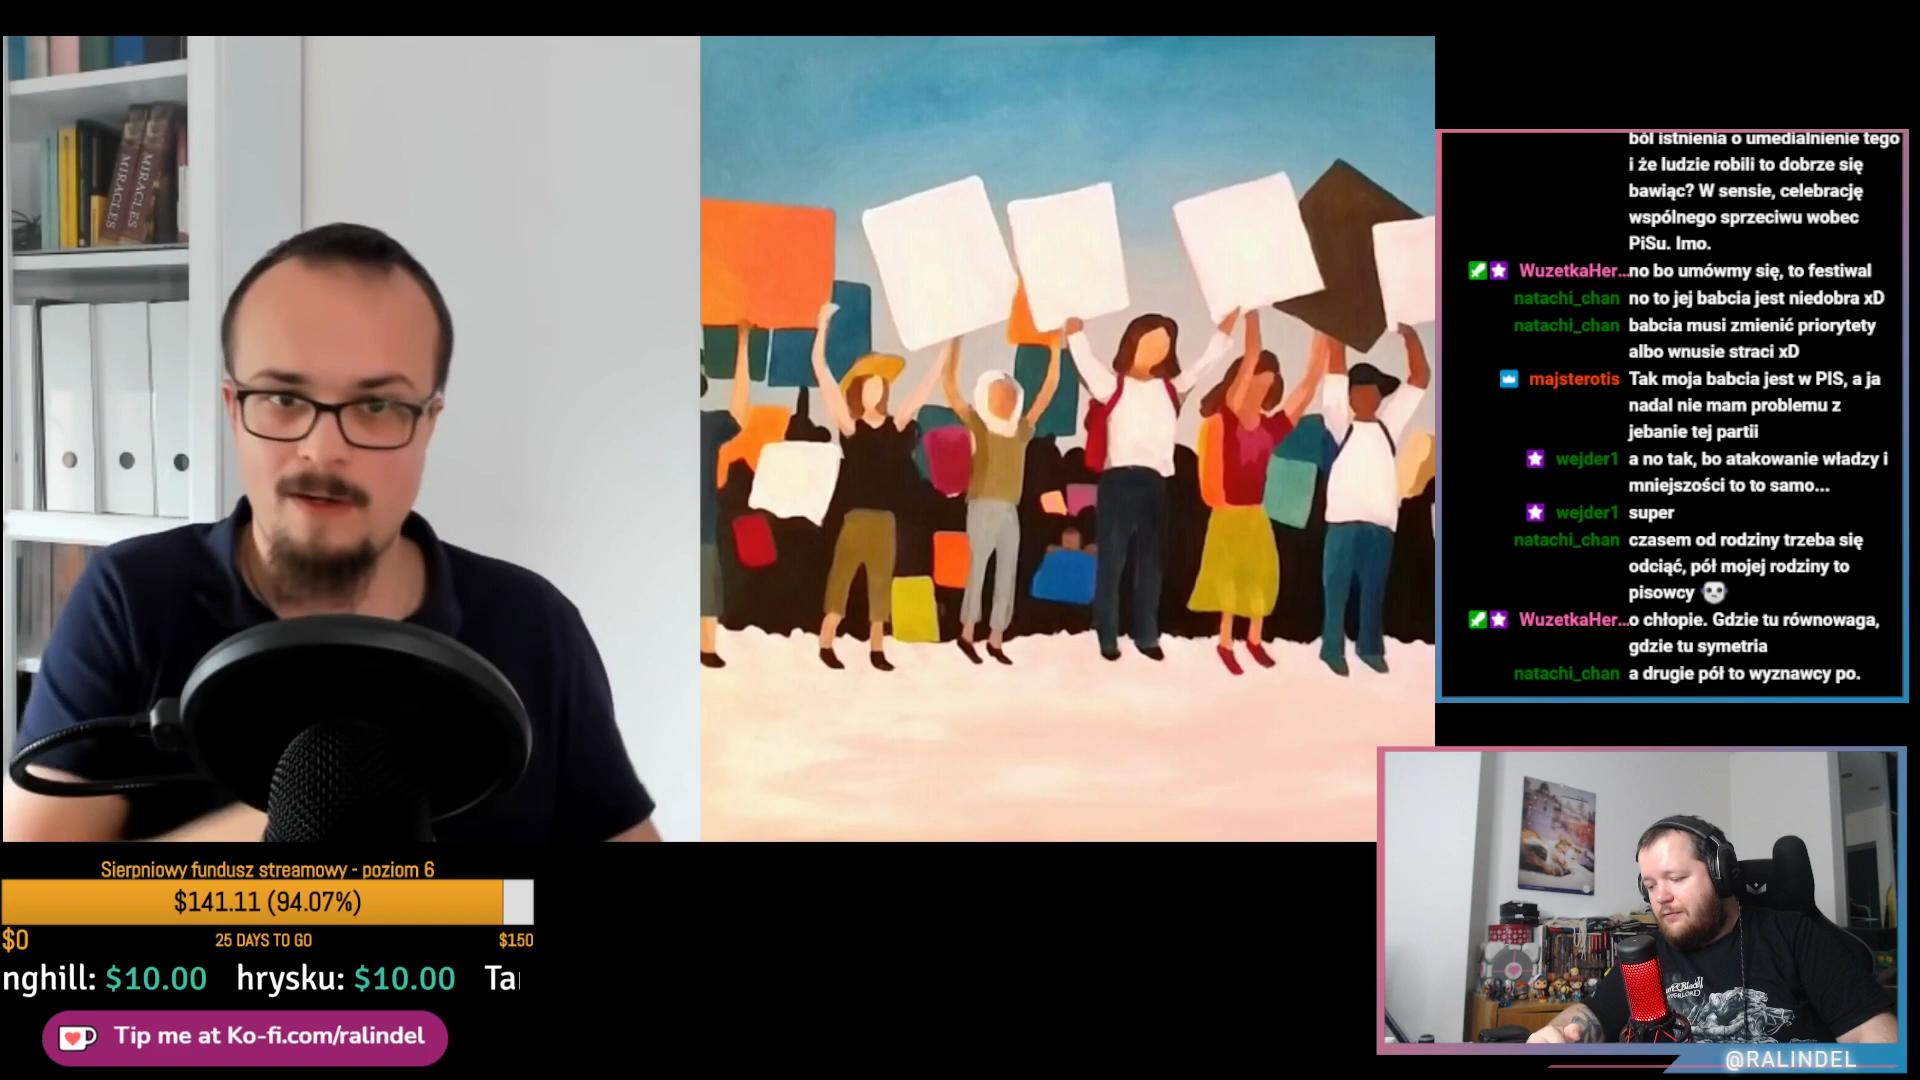 MIRACLES
MIRACLES
ból istnienia o umedialnienie tego
i że ludzie robili to dobrze się
bawiąc? W sensie, celebrację
wspólnego sprzeciwu wobec
PiSu. Imo.
WuzetkaHer... no bo umówmy się, to festiwal
natachi_chan no to jej babcia jest niedobra xD
natachi_chan babcia musi zmienić priorytety
albo wnusie straci xD
majsterotis Tak moja babcia jest w PIS, a ja
nadal nie mam problemu z
jebanie tej partii
wejder1 a no tak, bo atakowanie władzy i
mniejszości to to samo...
wejder1 super
natachi_chan czasem od rodziny trzeba się
odciąć, pół mojej rodziny to
pisowcy
WuzetkaHer... o chłopie. Gdzie tu równowaga,
gdzie tu symetria
natachi_chan a drugie pół to wyznawcy po.
Sierpniowy fundusz streamowy - poziom 6
$141.11 (94.07%)
$0 25 DAYS TO GO $150
nghill: $10.00 hrysku: $10.00 Ta
Tip me at Ko-fi.com/ralindel
@RALINDEL